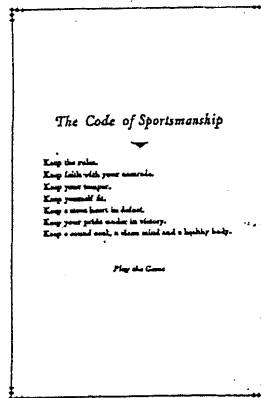 The Code of Sportsmanship
Keep the rules.
Keep faith with your comrade.
Keep your temper.
Keep yourself fit.
Keep a stout heart in defeat.
Keep your pride under in victory.
Keep a sound soul, a clean mind and a healthy body.
Play the Game